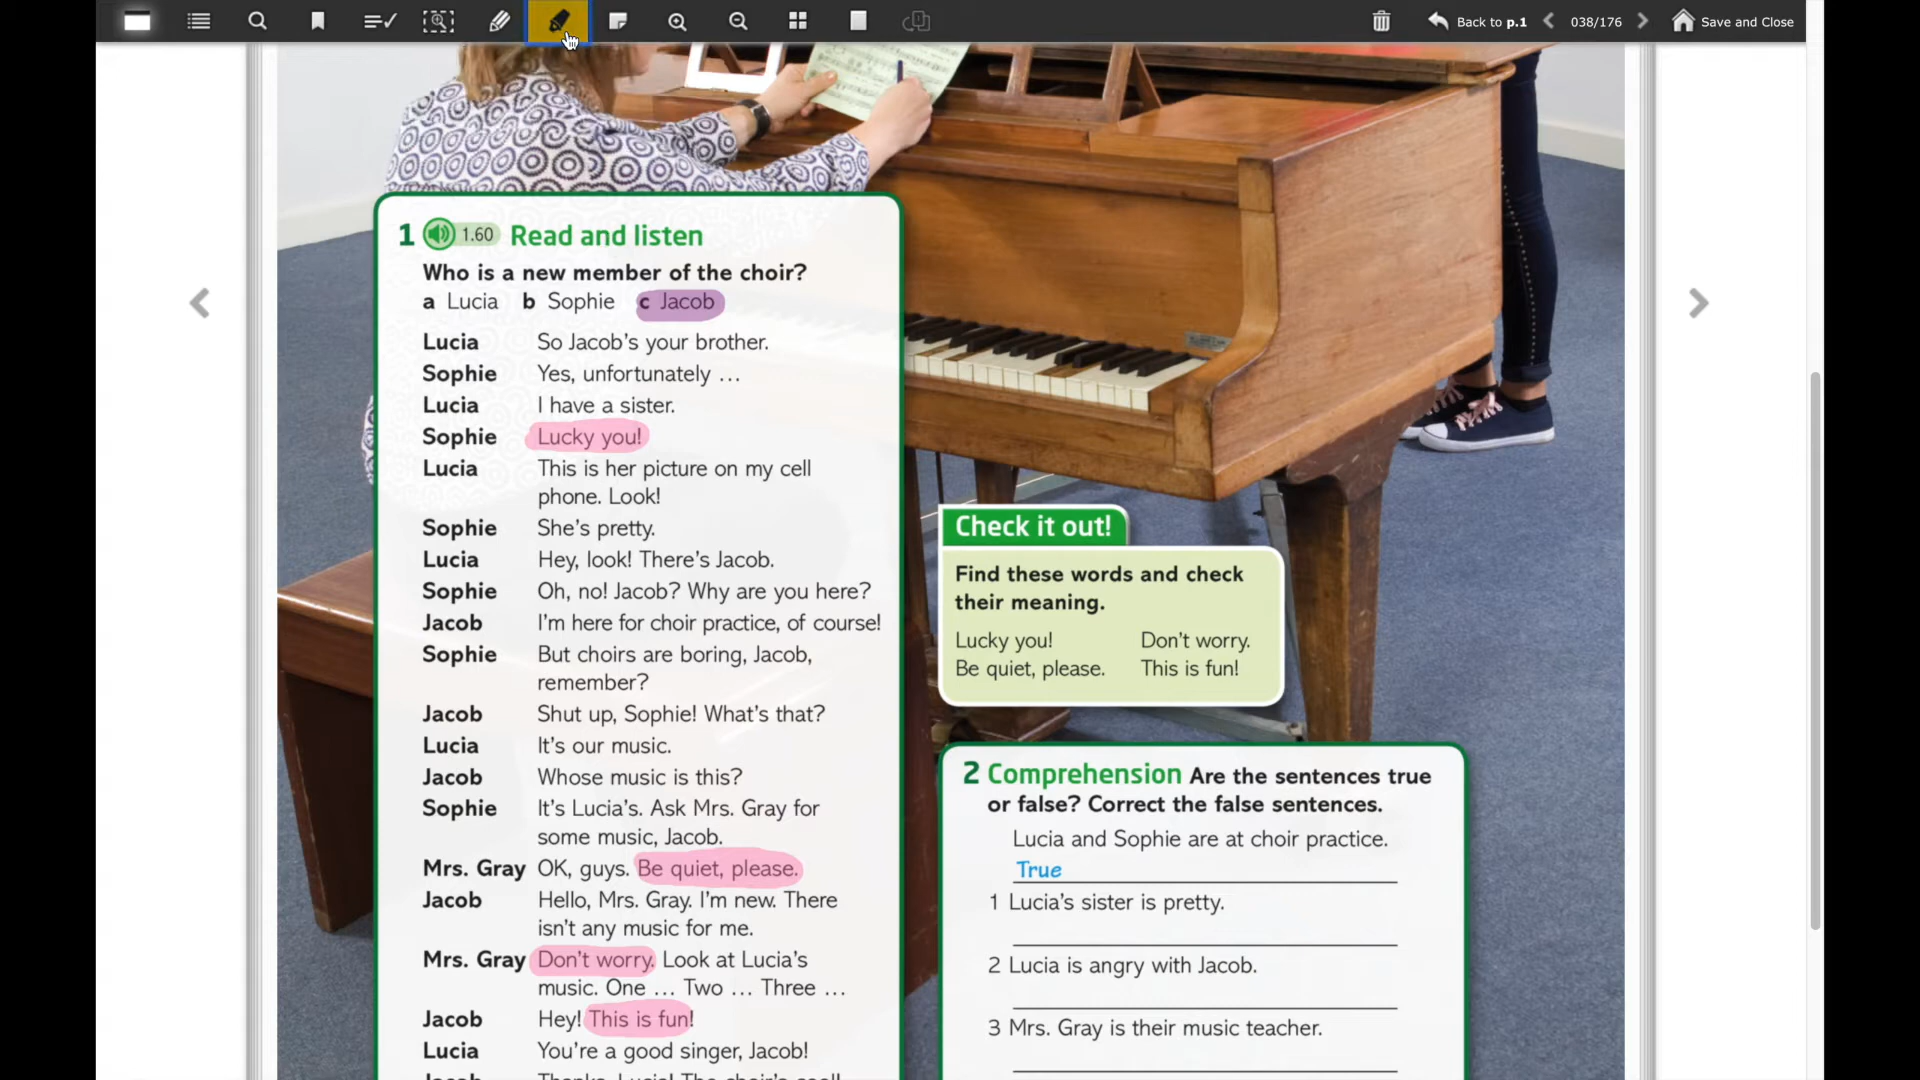 Back to p.1
038/176
Save and Close
1 1.60 Read and listen
Who is a new member of the choir?
a Lucia b Sophie c Jacob
Lucia So Jacob's your brother.
Sophie Yes, unfortunately …
Lucia I have a sister.
Sophie Lucky you!
Lucia This is her picture on my cell
phone. Look!
Sophie She's pretty.
Lucia Hey, look! There's Jacob.
Sophie Oh, no! Jacob? Why are you here?
Jacob I'm here for choir practice, of course!
Sophie But choirs are boring, Jacob,
remember?
Jacob Shut up, Sophie! What's that?
Lucia It's our music.
Jacob Whose music is this?
Sophie It's Lucia's. Ask Mrs. Gray for
some music, Jacob.
Mrs. Gray OK, guys. Be quiet, please.
Jacob Hello, Mrs. Gray. I'm new. There
isn't any music for me.
Mrs. Gray Don't worry. Look at Lucia's
music. One … Two … Three …
Jacob Hey! This is fun!
Lucia You're a good singer, Jacob!
Check it out!
Find these words and check
their meaning.
Lucky you! Don't worry.
Be quiet, please. This is fun!
2 Comprehension Are the sentences true
or false? Correct the false sentences.
Lucia and Sophie are at choir practice.
True
1 Lucia's sister is pretty.
2 Lucia is angry with Jacob.
3 Mrs. Gray is their music teacher.